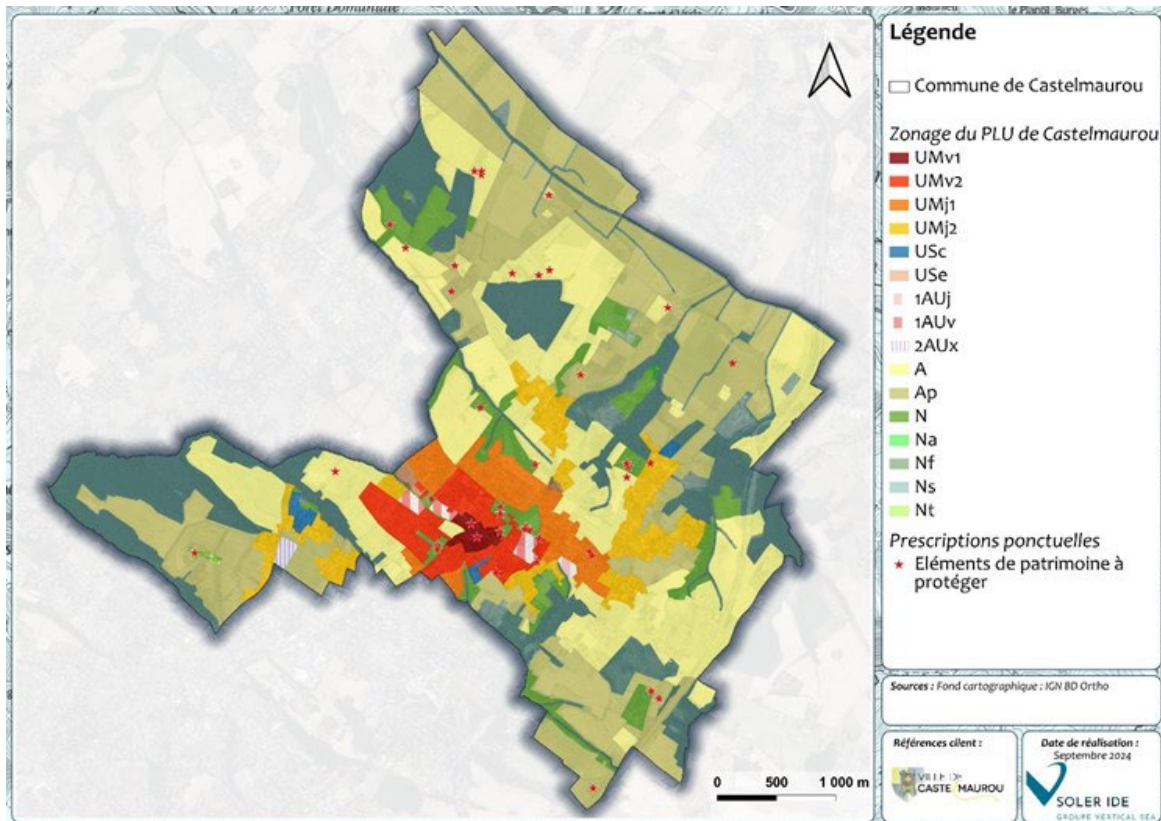 Légende
Commune de Castelmaurou
Zonage du PLU de Castelmaurou
UMv1
UMv2
UMj1
UMj2
USc
USe
1AUj
1AUv
2AUx
A
Ap
N
Na
Nf
Ns
Nt
Prescriptions ponctuelles
Eléments de patrimoine à
protéger
Sources : Fond cartographique : IGN BD Ortho
Références client :
VILLE DE
CASTELMAUROU
Date de réalisation :
Septembre 2024
SOLER IDE
GROUPE VERTICAL SEA
0 500 1 000 m